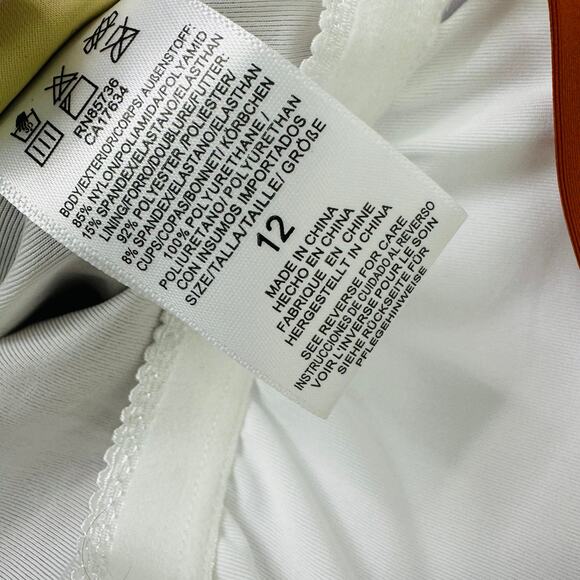 RN85736
CA17634
BODY/EXTERIOR/CORPS/AUßENSTOFF:
85% NYLON/POLIAMIDA/POLYAMID
15% SPANDEX/ELASTANO/ELASTHAN
LINING/FORRO/DOUBLURE/FUTTER:
92% POLYESTER/POLIESTER/
8% SPANDEX/ELASTANO/ELASTHAN
CUPS/COPAS/BONNET/KÖRBCHEN
100% POLYURETHANE/
POLIURETANO/POLYURETHAN
CON INSUMOS IMPORTADOS
SIZE/TALLA/TAILLE/GRÖßE
12
MADE IN CHINA
HECHO EN CHINA
FABRIQUE EN CHINE
HERGESTELLT IN CHINA
SEE REVERSE FOR CARE
INSTRUCCIONES DE CUIDADO AL REVERSO
VOIR L'INVERSE POUR LE SOIN
SIEHE RÜCKSEITE FÜR
PFLEGEHINWEISE